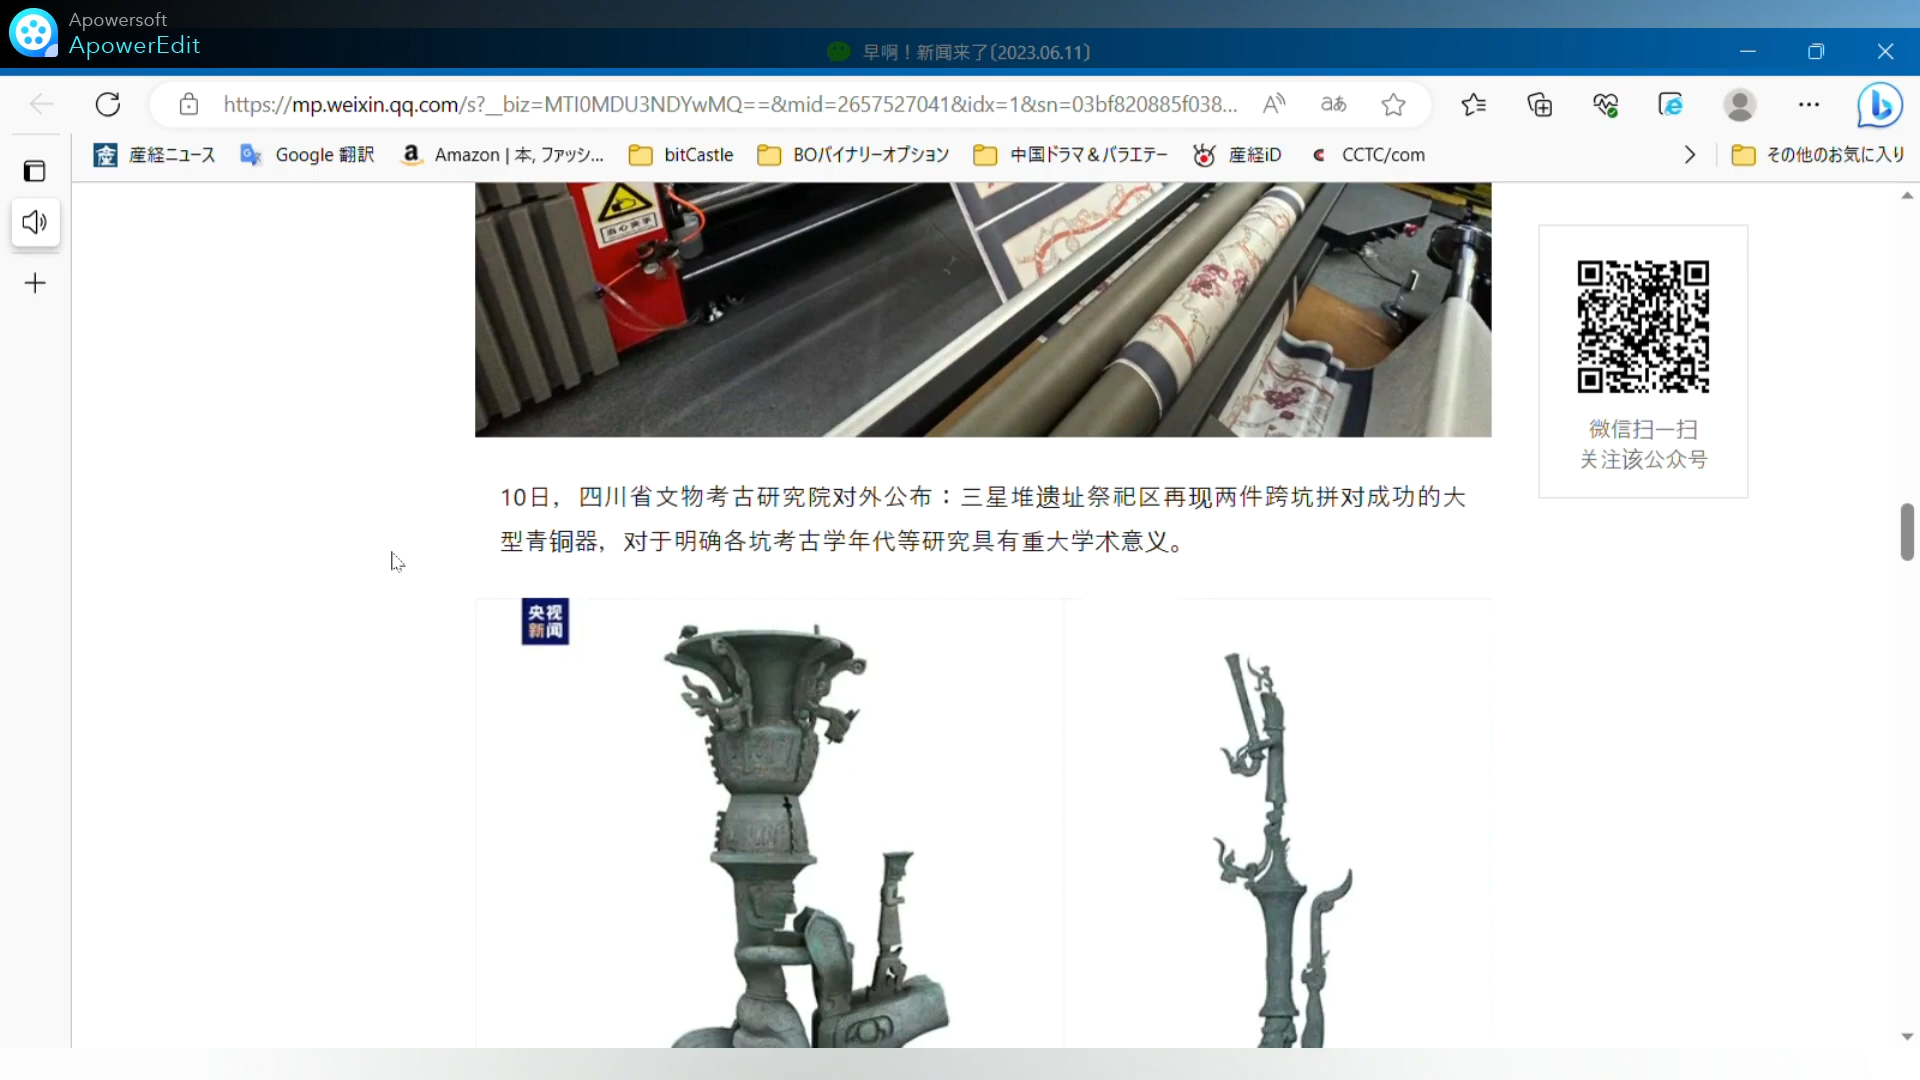 Apowersoft
ApowerEdit
早啊！新闻来了〔2023.06.11〕
https://mp.weixin.qq.com/s?__biz=MTI0MDU3NDYwMQ==&mid=2657527041&idx=1&sn=03bf820885f038...
産経ニュース
Google 翻訳
Amazon | 本, ファッシ...
bitCastle
BOバイナリーオプション
中国ドラマ＆バラエテー
産経iD
CCTC/com
その他のお気に入り
当心夹手
微信扫一扫
关注该公众号
10日，四川省文物考古研究院对外公布：三星堆遗址祭祀区再现两件跨坑拼对成功的大
型青铜器，对于明确各坑考古学年代等研究具有重大学术意义。
央视
新闻